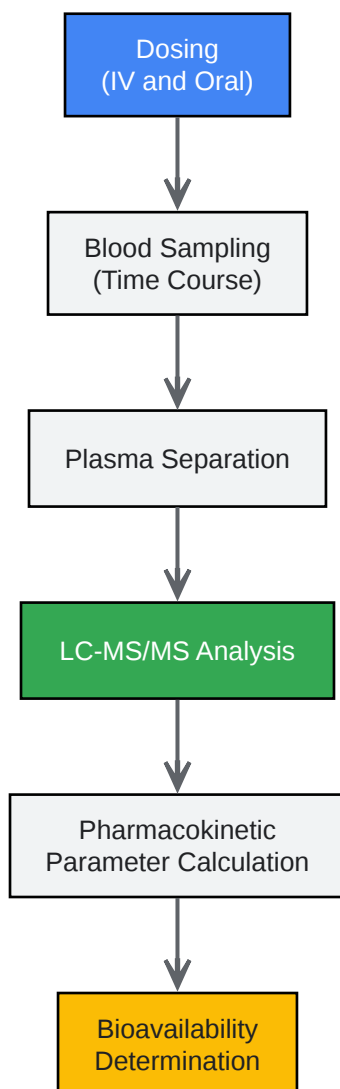 Dosing
(IV and Oral)
Blood Sampling
(Time Course)
Plasma Separation
LC-MS/MS Analysis
Pharmacokinetic
Parameter Calculation
Bioavailability
Determination